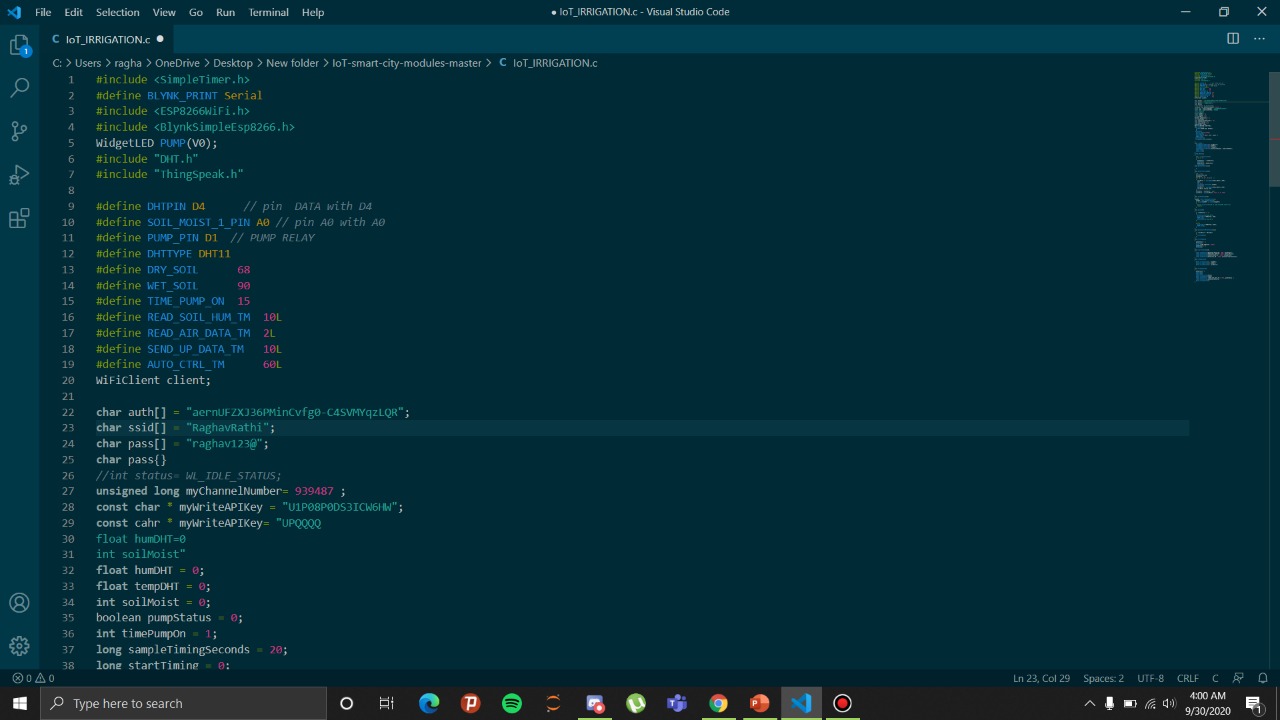 File Edit Selection View Go Run Terminal Help
● IoT_IRRIGATION.c - Visual Studio Code
C IoT_IRRIGATION.c ●
C: > Users > ragha > OneDrive > Desktop > New folder > IoT-smart-city-modules-master > C IoT_IRRIGATION.c
1 #include <SimpleTimer.h>
2 #define BLYNK_PRINT Serial
3 #include <ESP8266WiFi.h>
4 #include <BlynkSimpleEsp8266.h>
5 WidgetLED PUMP(V0);
6 #include "DHT.h"
7 #include "ThingSpeak.h"
8
9 #define DHTPIN D4 // pin DATA with D4
10 #define SOIL_MOIST_1_PIN A0 // pin A0 with A0
11 #define PUMP_PIN D1 // PUMP RELAY
12 #define DHTTYPE DHT11
13 #define DRY_SOIL 68
14 #define WET_SOIL 90
15 #define TIME_PUMP_ON 15
16 #define READ_SOIL_HUM_TM 10L
17 #define READ_AIR_DATA_TM 2L
18 #define SEND_UP_DATA_TM 10L
19 #define AUTO_CTRL_TM 60L
20 WiFiClient client;
21
22 char auth[] = "aernUFZXJ36PMinCvfg0-C4SVMYqzLQR";
23 char ssid[] = "RaghavRathi";
24 char pass[] = "raghav123@";
25 char pass{}
26 //int status= WL_IDLE_STATUS;
27 unsigned long myChannelNumber= 939487 ;
28 const char * myWriteAPIKey = "U1P08P0DS3ICW6HW";
29 const cahr * myWriteAPIKey= "UPQQQQ
30 float humDHT=0
31 int soilMoist"
32 float humDHT = 0;
33 float tempDHT = 0;
34 int soilMoist = 0;
35 boolean pumpStatus = 0;
36 int timePumpOn = 1;
37 long sampleTimingSeconds = 20;
38 long startTiming = 0;
0 0
Ln 23, Col 29 Spaces: 2 UTF-8 CRLF C
Type here to search
4:00 AM
9/30/2020